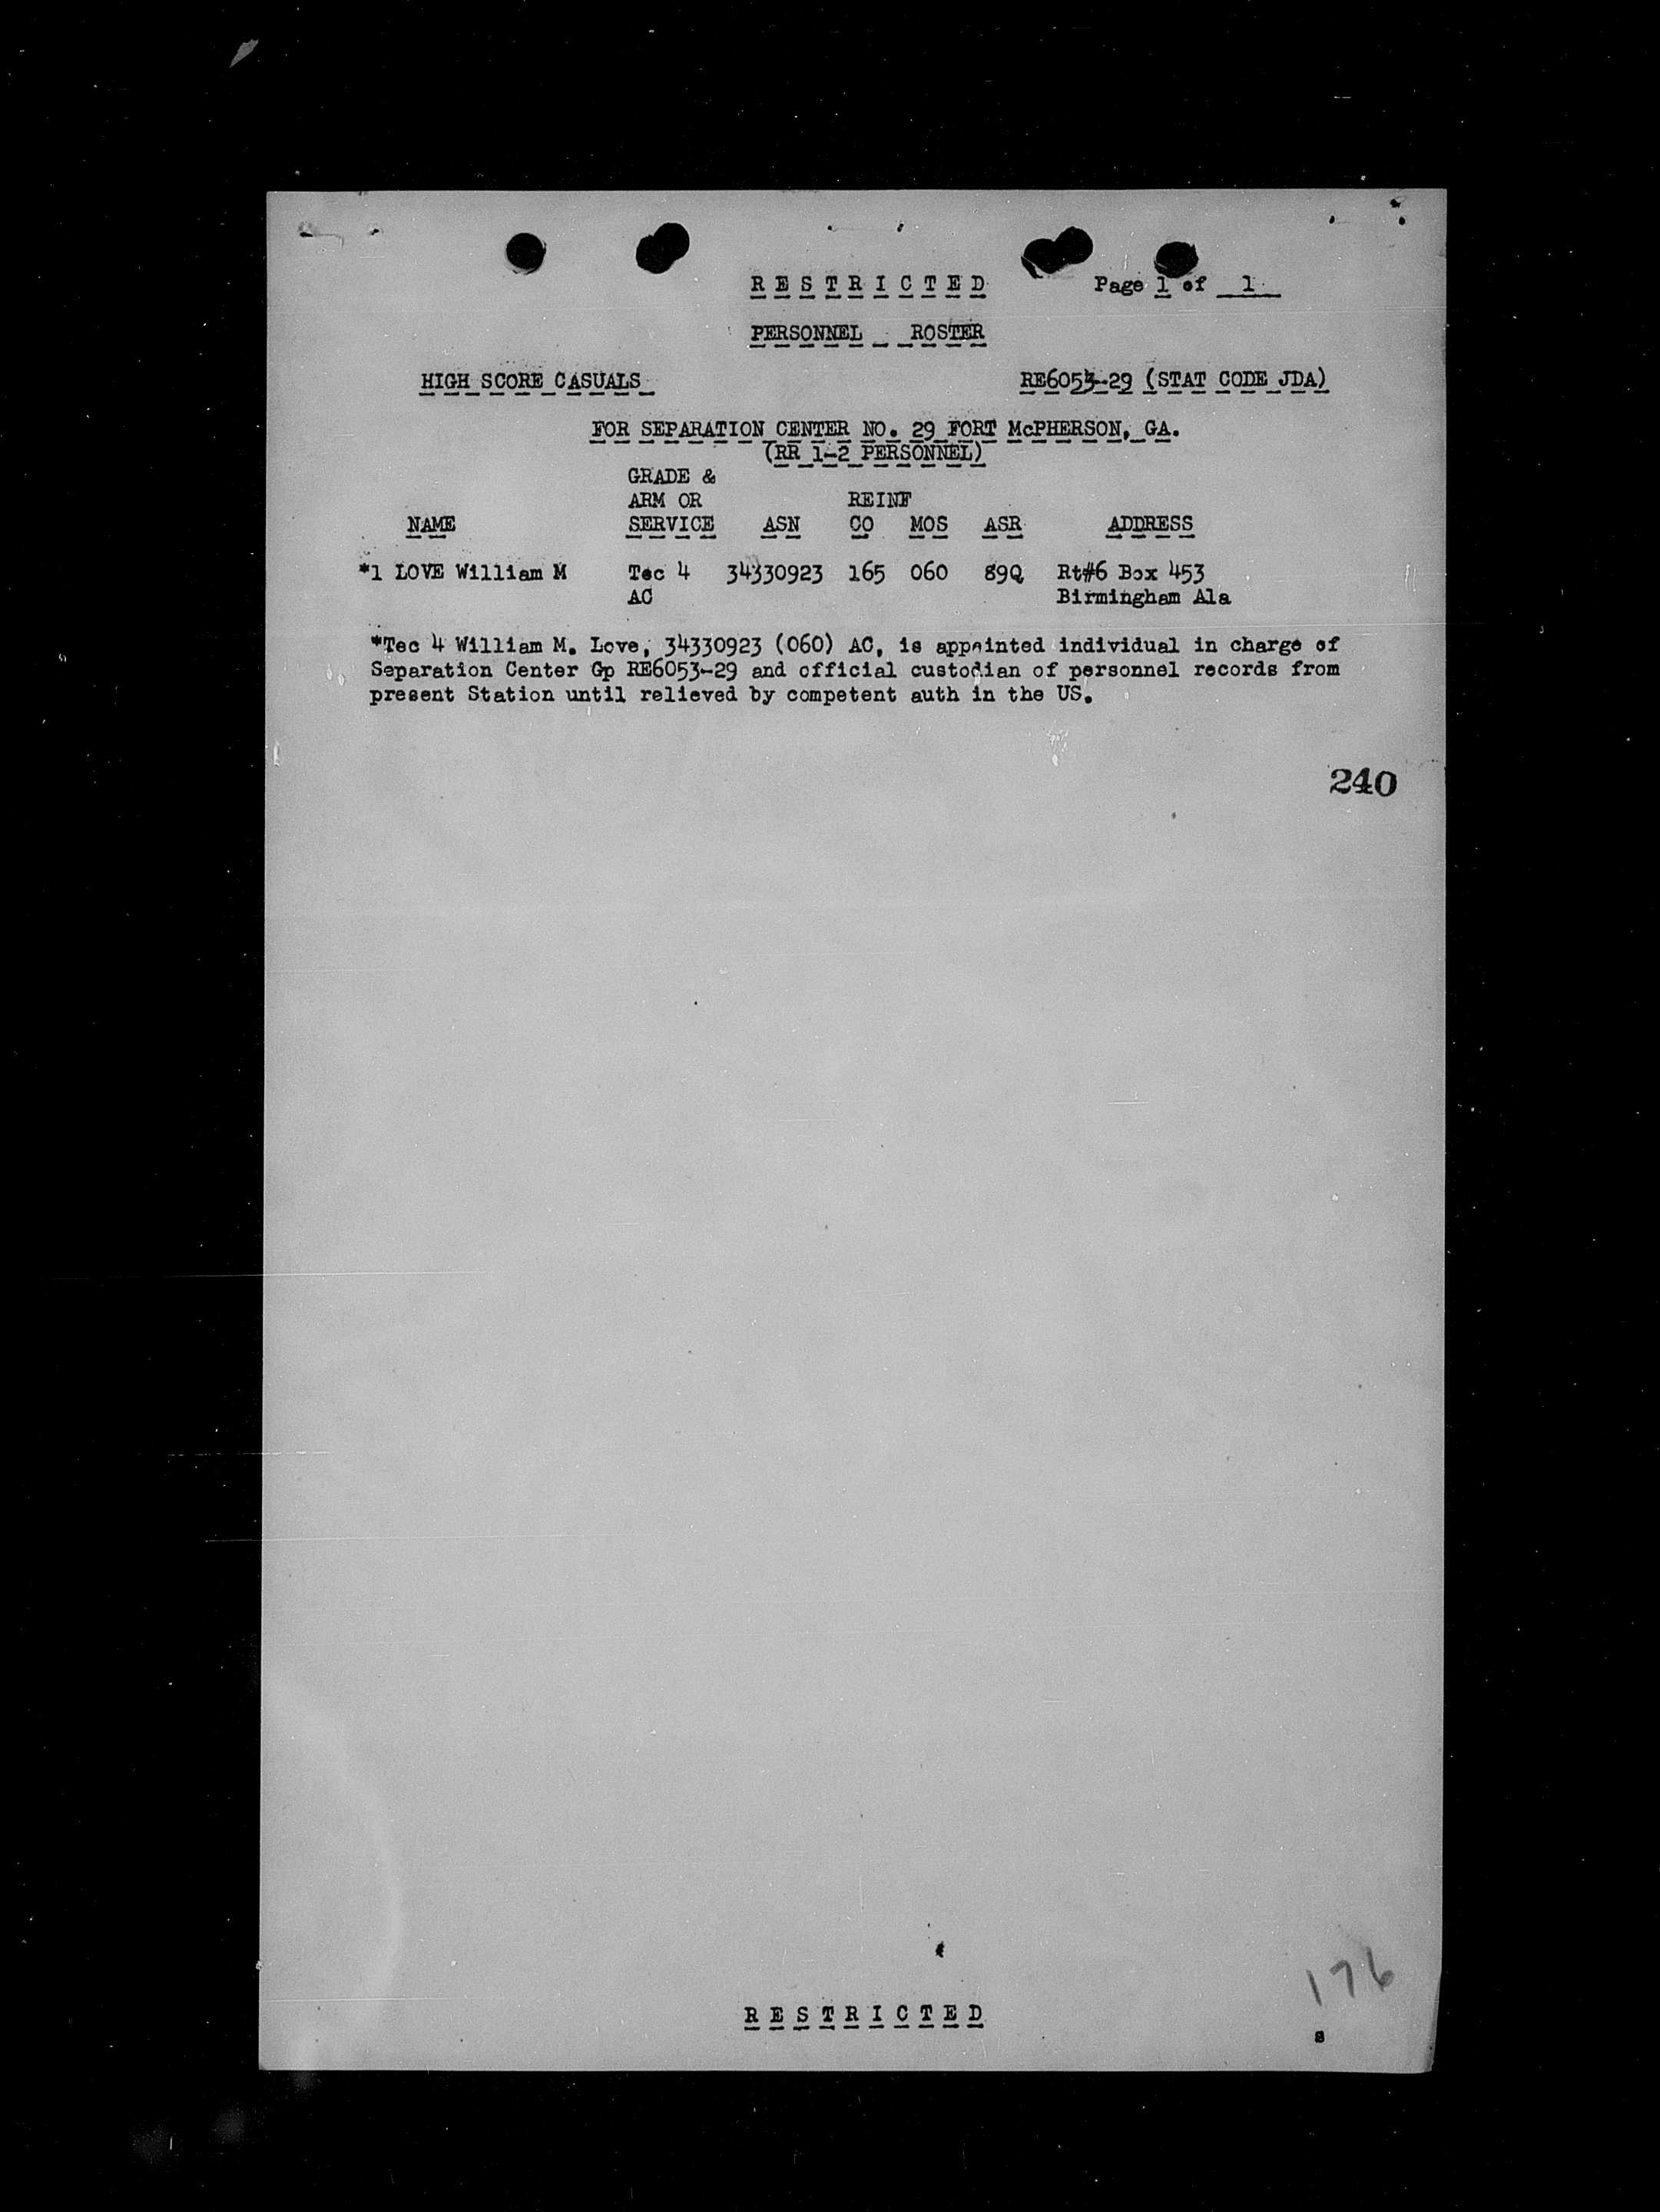 RESTRICTED Page 1 of 1
PERSONNEL ROSTER
HIGH SCORE CASUALS RE6053-29 (STAT CODE JDA)
FOR SEPARATION CENTER NO. 29 FORT McPHERSON, GA.
(RR 1-2 PERSONNEL)
GRADE &
ARM OR REINF
NAME SERVICE ASN CO MOS ASR ADDRESS
*1 LOVE William M Tec 4 34330923 165 060 89Q Rt#6 Box 453
AC Birmingham Ala
*Tec 4 William M. Love, 34330923 (060) AC, is appointed individual in charge of
Separation Center Gp RE6053-29 and official custodian of personnel records from
present Station until relieved by competent auth in the US.
240
176
RESTRICTED
s